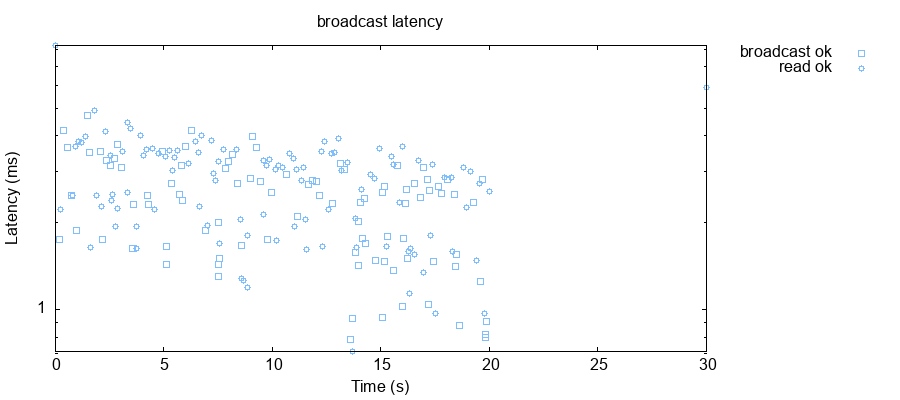 broadcast latency
broadcast ok
read ok
Latency (ms)
1
0 5 10 15 20 25 30
Time (s)